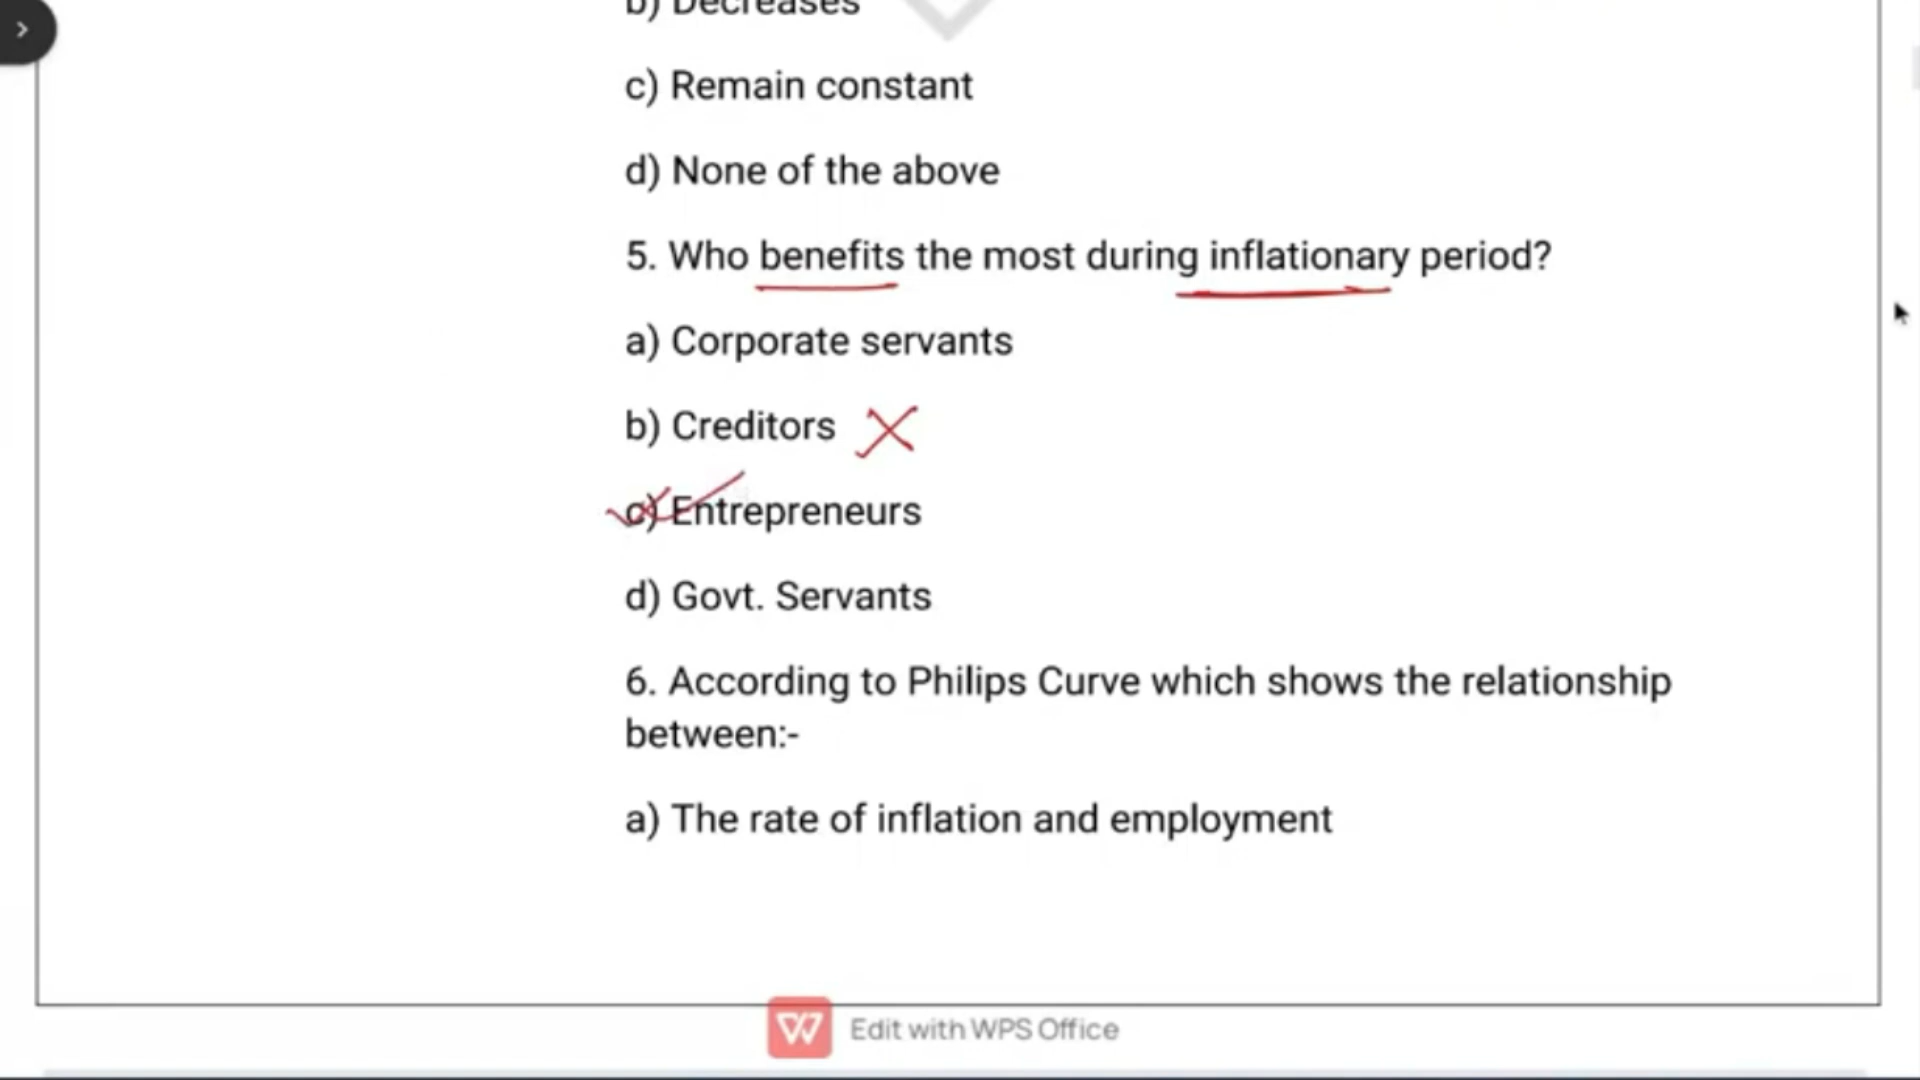 b) Decreases
c) Remain constant
d) None of the above
5. Who benefits the most during inflationary period?
a) Corporate servants
b) Creditors
c) Entrepreneurs
d) Govt. Servants
6. According to Philips Curve which shows the relationship
between:-
a) The rate of inflation and employment
Edit with WPS Office